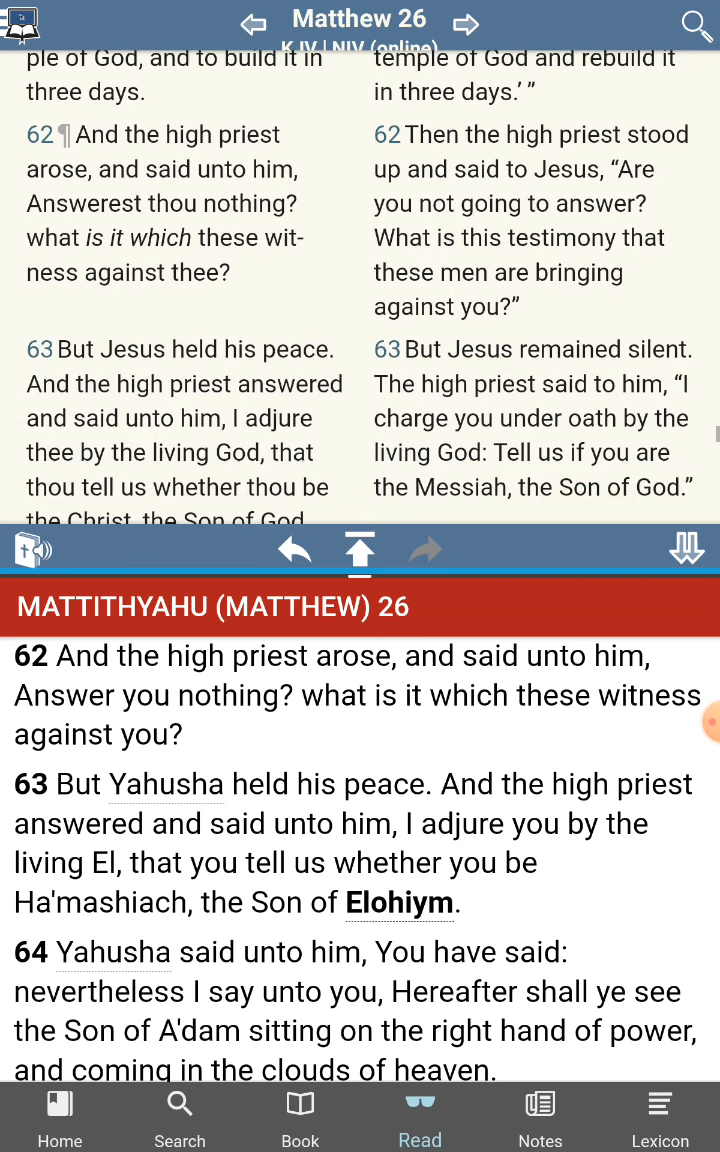 Matthew 26
KJV | NIV (online)
ple of God, and to build it in
three days.
62 ¶ And the high priest
arose, and said unto him,
Answerest thou nothing?
what is it which these wit-
ness against thee?
63 But Jesus held his peace.
And the high priest answered
and said unto him, I adjure
thee by the living God, that
thou tell us whether thou be
the Christ, the Son of God
temple of God and rebuild it
in three days.’ ”
62 Then the high priest stood
up and said to Jesus, “Are
you not going to answer?
What is this testimony that
these men are bringing
against you?”
63 But Jesus remained silent.
The high priest said to him, “I
charge you under oath by the
living God: Tell us if you are
the Messiah, the Son of God.”
MATTITHYAHU (MATTHEW) 26
62 And the high priest arose, and said unto him,
Answer you nothing? what is it which these witness
against you?
63 But Yahusha held his peace. And the high priest
answered and said unto him, I adjure you by the
living El, that you tell us whether you be
Ha'mashiach, the Son of Elohiym.
64 Yahusha said unto him, You have said:
nevertheless I say unto you, Hereafter shall ye see
the Son of A'dam sitting on the right hand of power,
and coming in the clouds of heaven.
Home
Search
Book
Read
Notes
Lexicon